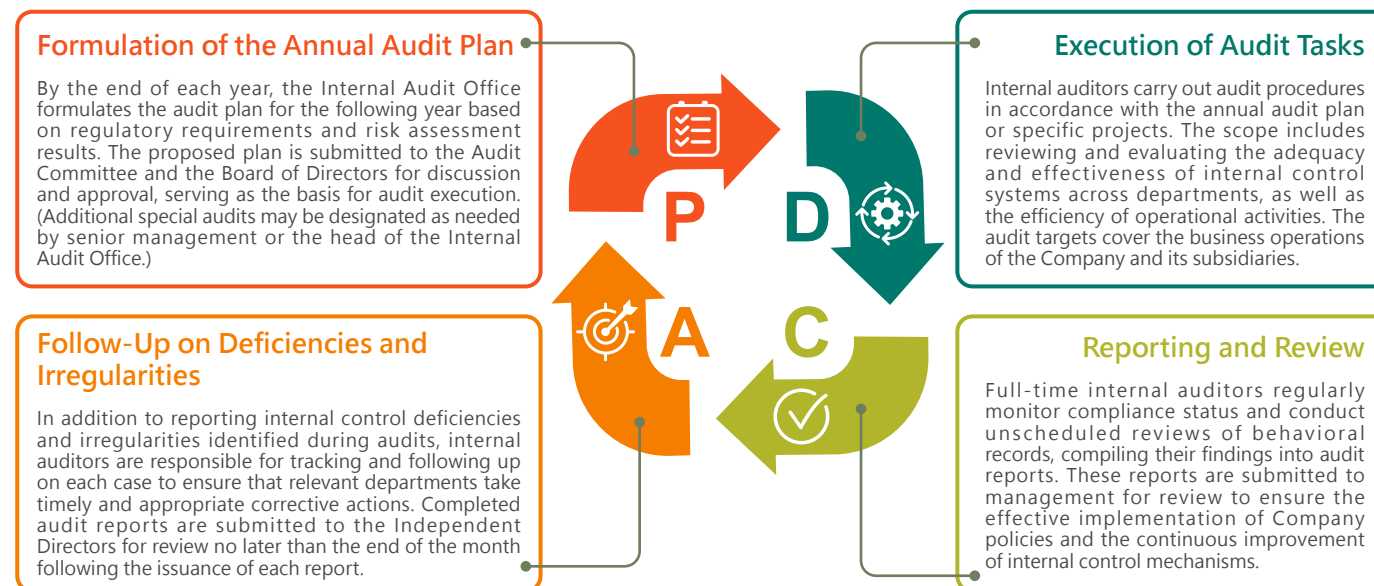 Formulation of the Annual Audit Plan
By the end of each year, the Internal Audit Office
formulates the audit plan for the following year based
on regulatory requirements and risk assessment
results. The proposed plan is submitted to the Audit
Committee and the Board of Directors for discussion
and approval, serving as the basis for audit execution.
(Additional special audits may be designated as needed
by senior management or the head of the Internal
Audit Office.)
P
D
Execution of Audit Tasks
Internal auditors carry out audit procedures
in accordance with the annual audit plan
or specific projects. The scope includes
reviewing and evaluating the adequacy
and effectiveness of internal control
systems across departments, as well as
the efficiency of operational activities. The
audit targets cover the business operations
of the Company and its subsidiaries.
Follow-Up on Deficiencies and
Irregularities
In addition to reporting internal control deficiencies
and irregularities identified during audits, internal
auditors are responsible for tracking and following up
on each case to ensure that relevant departments take
timely and appropriate corrective actions. Completed
audit reports are submitted to the Independent
Directors for review no later than the end of the month
following the issuance of each report.
A
C
Reporting and Review
Full-time internal auditors regularly
monitor compliance status and conduct
unscheduled reviews of behavioral
records, compiling their findings into audit
reports. These reports are submitted to
management for review to ensure the
effective implementation of Company
policies and the continuous improvement
of internal control mechanisms.